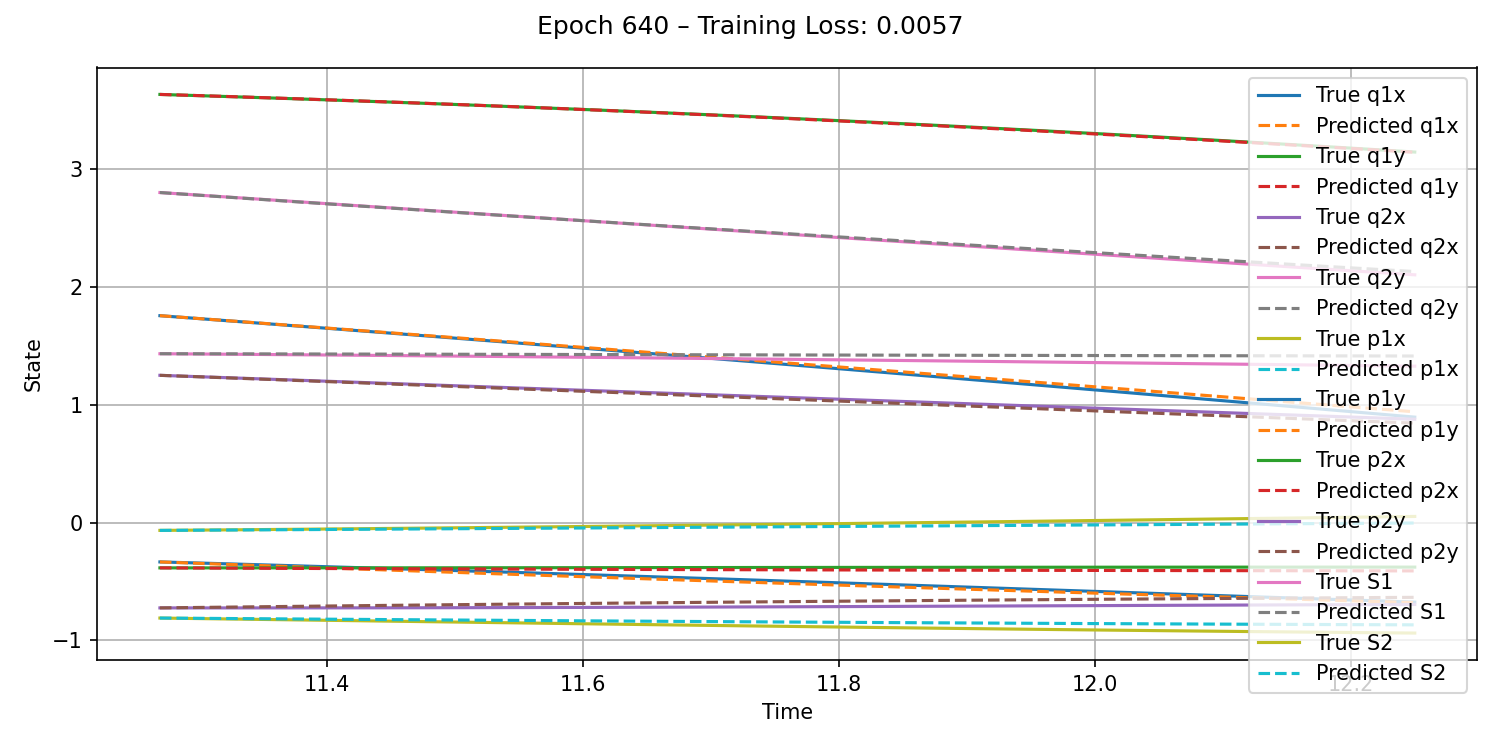 Epoch 640 – Training Loss: 0.0057
State
3
2
1
0
−1
True q1x
Predicted q1x
True q1y
Predicted q1y
True q2x
Predicted q2x
True q2y
Predicted q2y
True p1x
Predicted p1x
True p1y
Predicted p1y
True p2x
Predicted p2x
True p2y
Predicted p2y
True S1
Predicted S1
True S2
Predicted S2
11.4 11.6 11.8 12.0 12.2
Time